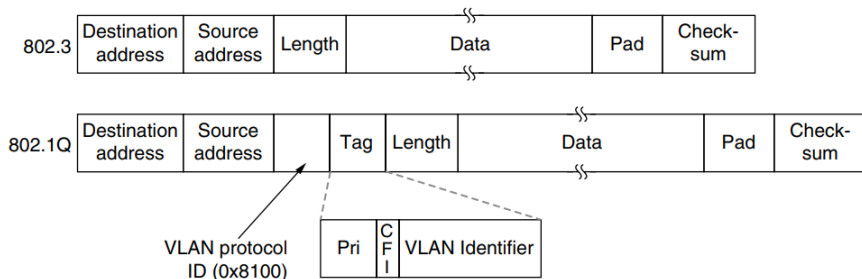 802.3
Destination
address
Source
address
Length
Data
Pad
Check-
sum
802.1Q
Destination
address
Source
address
Tag
Length
Data
Pad
Check-
sum
VLAN protocol
ID (0x8100)
Pri
C
F
I
VLAN Identifier